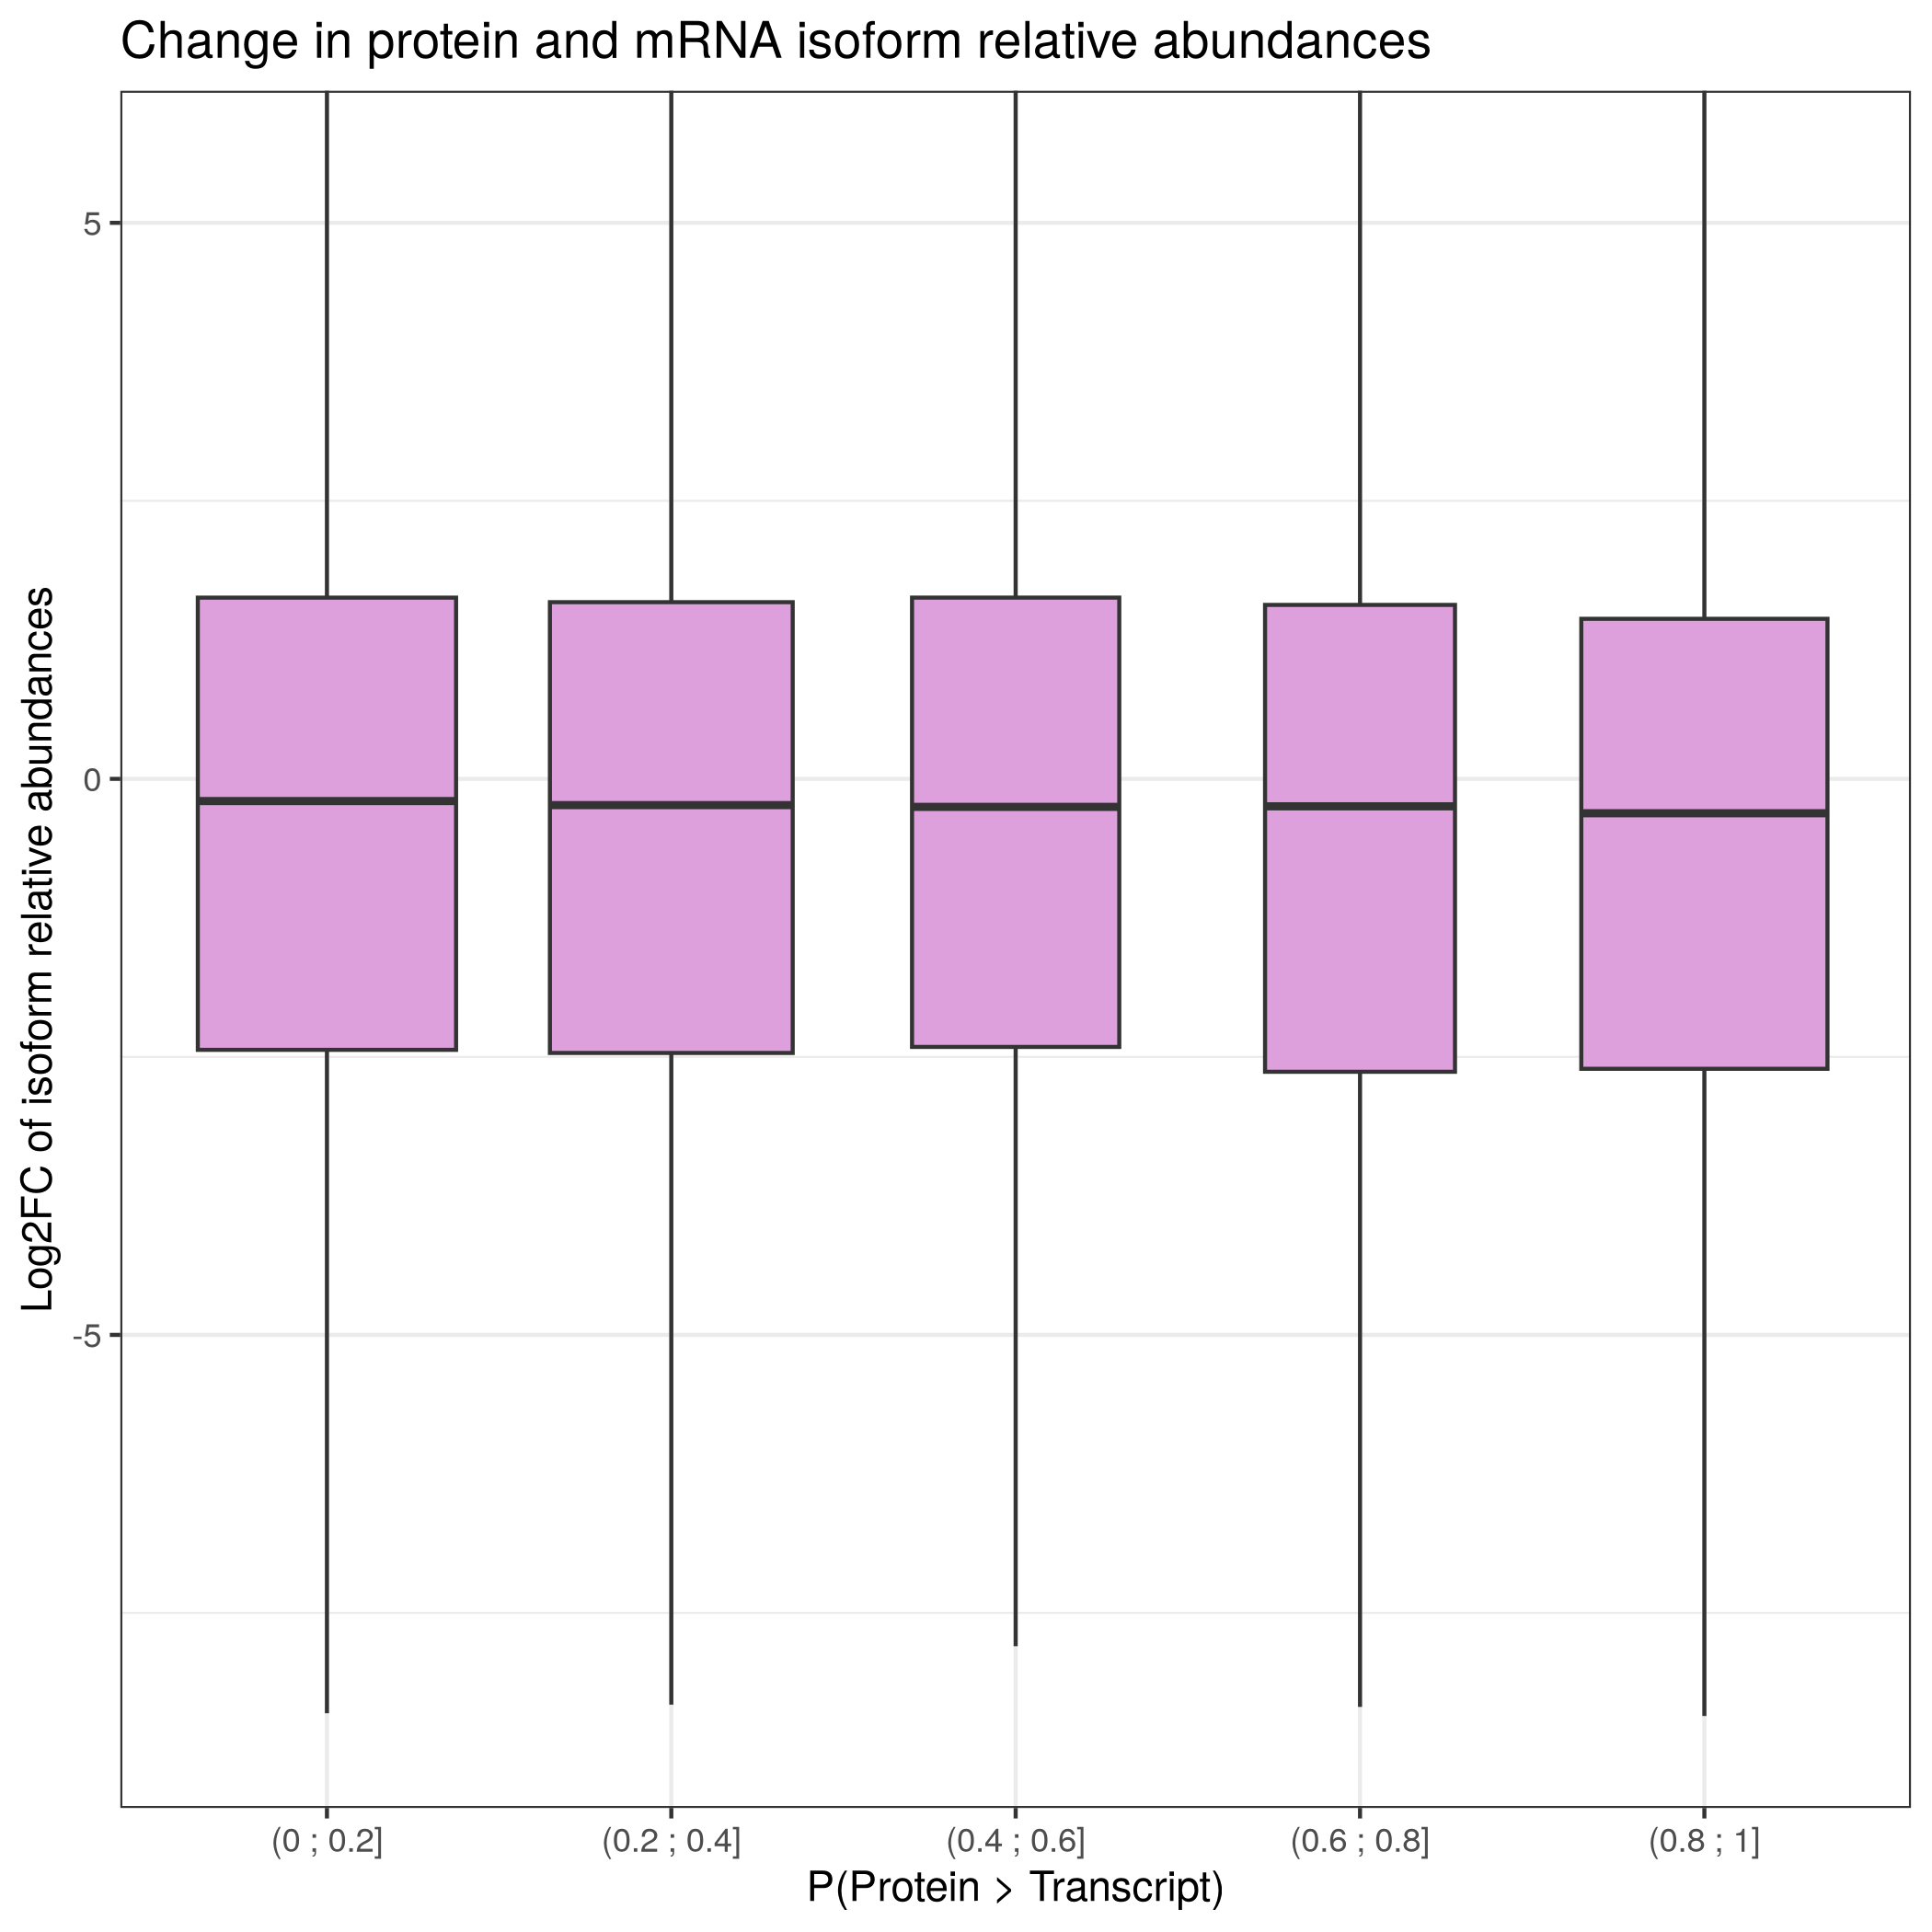 Change in protein and mRNA isoform relative abundances
Log2FC of isoform relative abundances
5
0
-5
(0 ; 0.2]
(0.2 ; 0.4]
(0.4 ; 0.6]
(0.6 ; 0.8]
(0.8 ; 1]
P(Protein > Transcript)